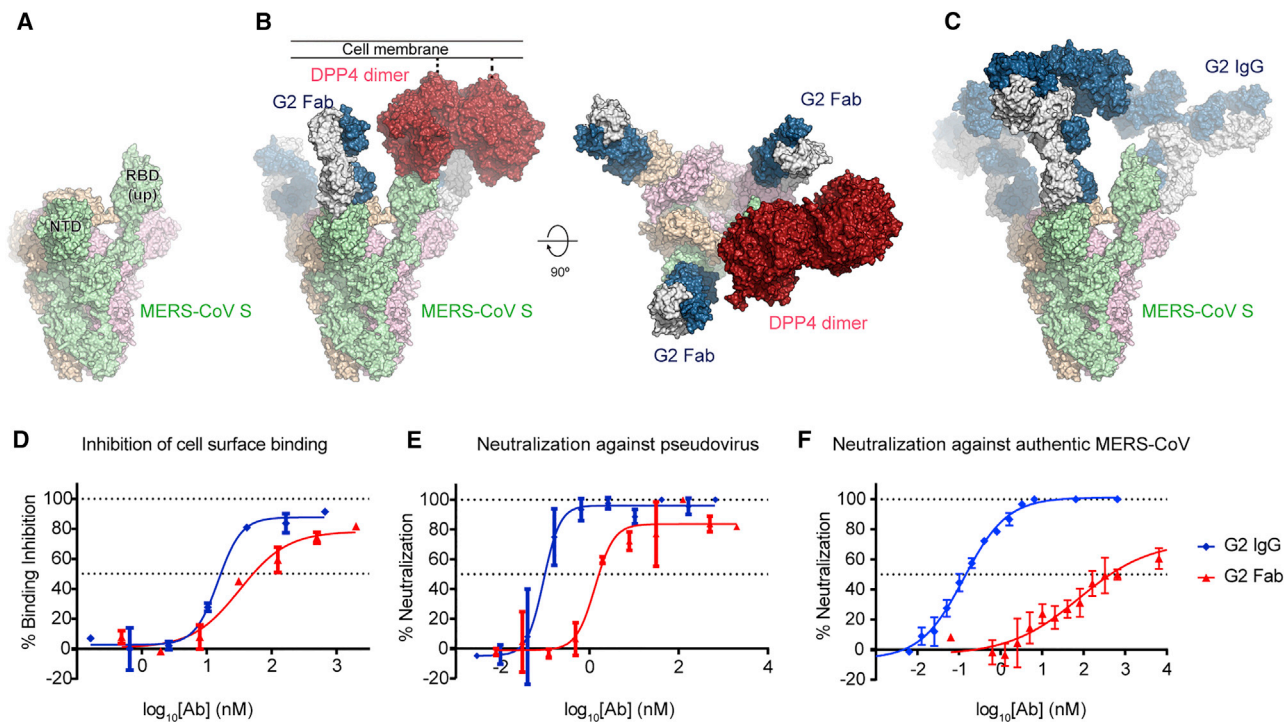 A
B
C
Cell membrane
DPP4 dimer
G2 Fab
G2 Fab
G2 IgG
RBD
(up)
NTD
90º
MERS-CoV S
MERS-CoV S
DPP4 dimer
G2 Fab
MERS-CoV S
D
Inhibition of cell surface binding
% Binding Inhibition
100
80
60
40
20
0
-20
0
1
2
3
log10[Ab] (nM)
E
Neutralization against pseudovirus
% Neutralization
100
80
60
40
20
0
-20
-2
0
2
4
log10[Ab] (nM)
F
Neutralization against authentic MERS-CoV
% Neutralization
100
80
60
40
20
0
-20
-2
-1
0
1
2
3
4
log10[Ab] (nM)
G2 IgG
G2 Fab